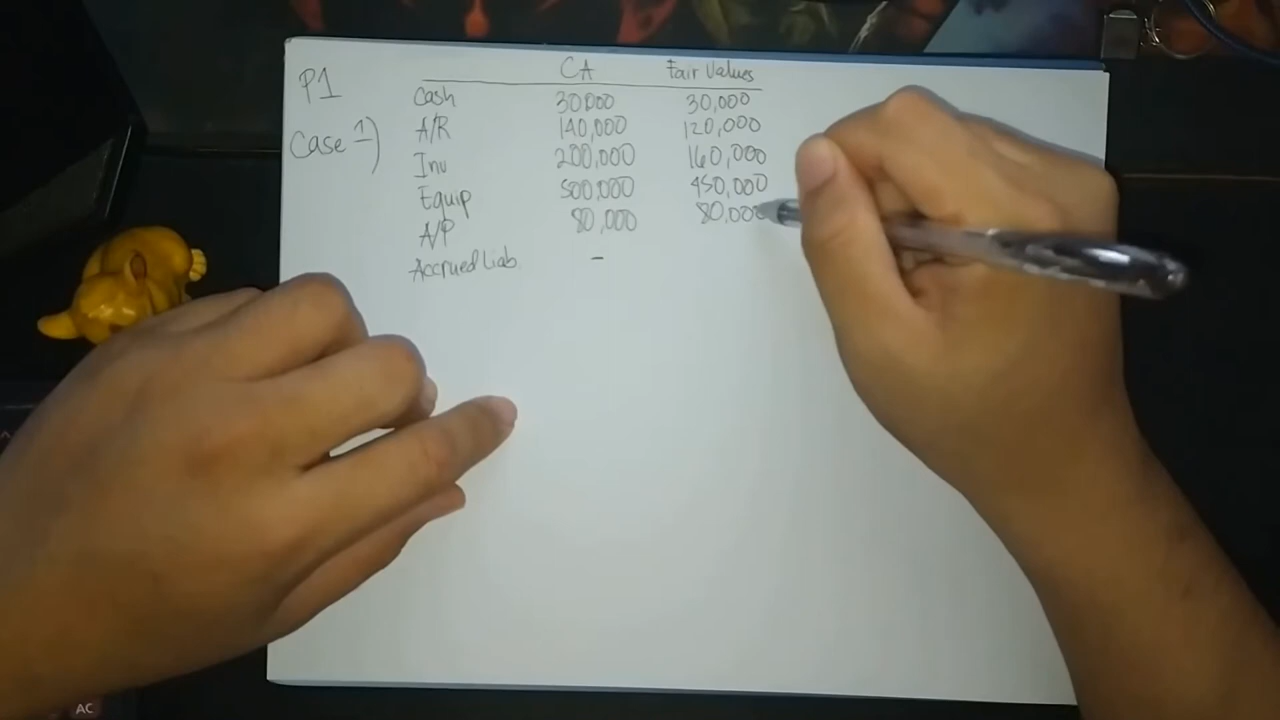 P1 CA Fair Values
Cash 30,000 30,000
Case 1) A/R 140,000 120,000
Inv 200,000 160,000
Equip 500,000 450,000
A/P 80,000 80,000
Accrued Liab. -
AC